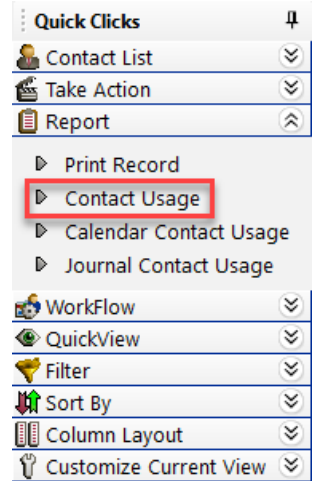 Quick Clicks
Contact List
Take Action
Report
Print Record
Contact Usage
Calendar Contact Usage
Journal Contact Usage
WorkFlow
QuickView
Filter
Sort By
Column Layout
Customize Current View